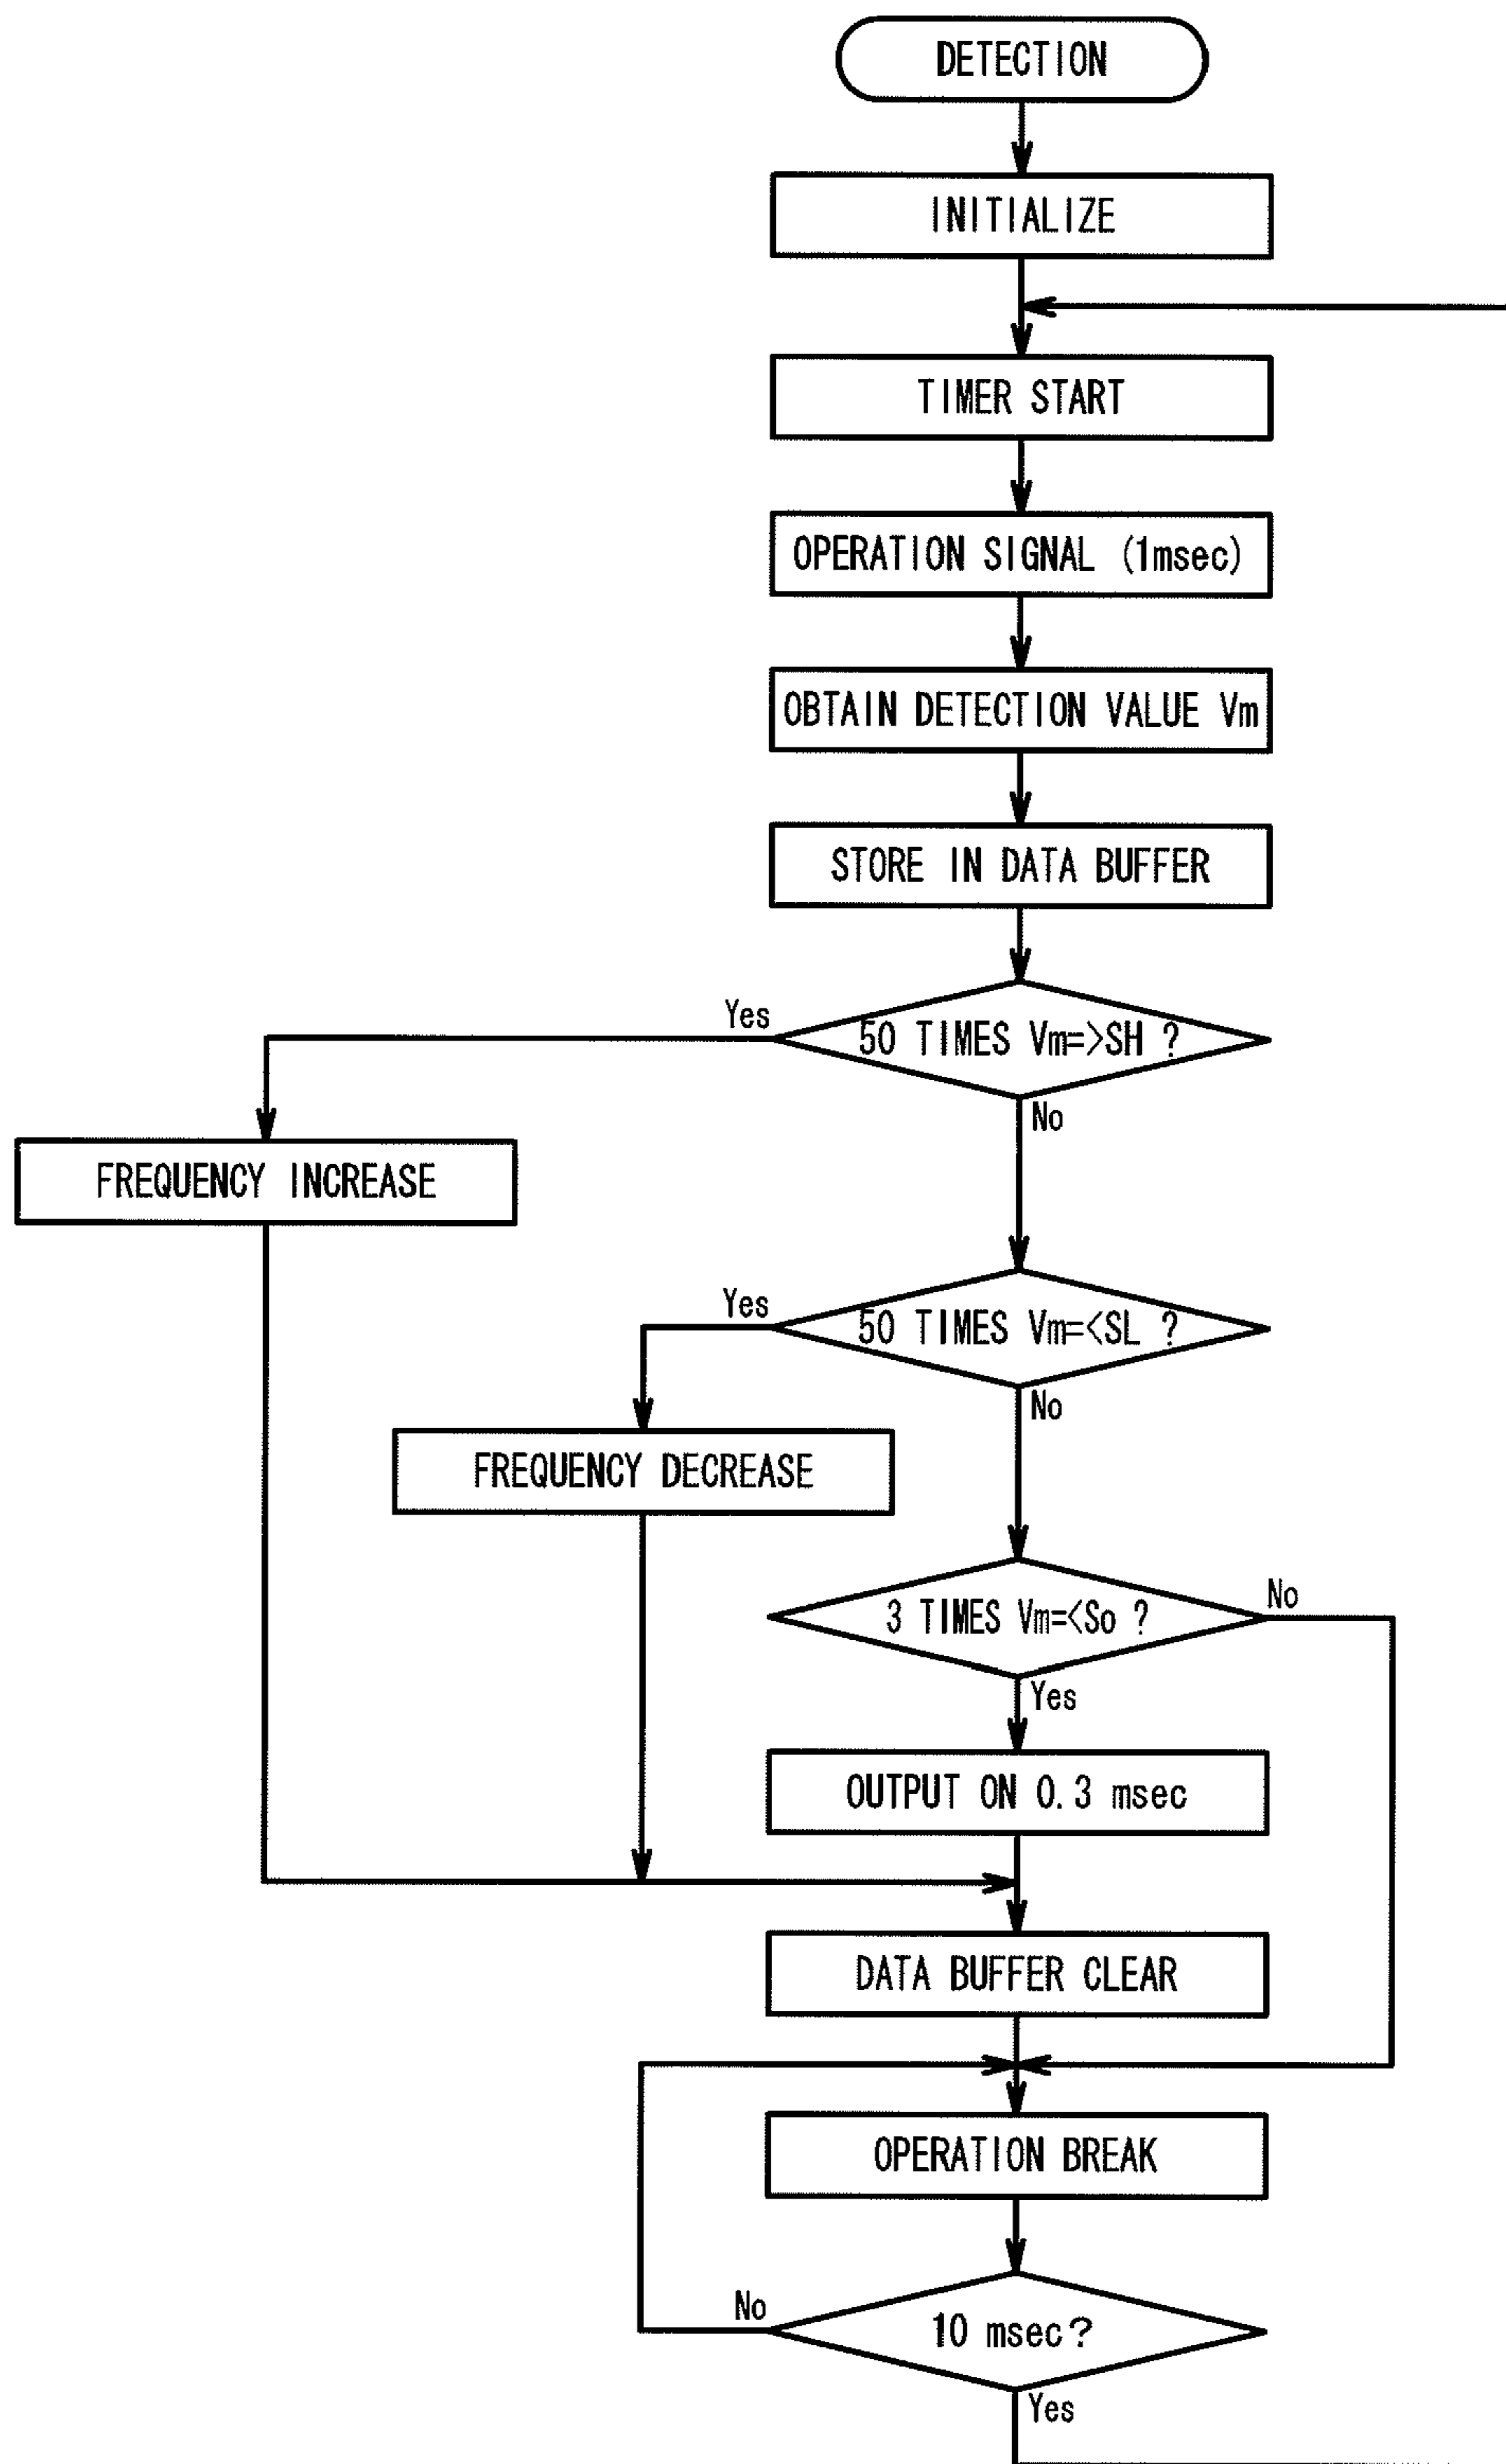 DETECTION
INITIALIZE
TIMER START
OPERATION SIGNAL (1msec)
OBTAIN DETECTION VALUE Vm
STORE IN DATA BUFFER
Yes
50 TIMES Vm=>SH ?
No
FREQUENCY INCREASE
Yes
50 TIMES Vm=<SL ?
No
FREQUENCY DECREASE
3 TIMES Vm=<So ?
No
Yes
OUTPUT ON 0.3 msec
DATA BUFFER CLEAR
OPERATION BREAK
No
10 msec?
Yes